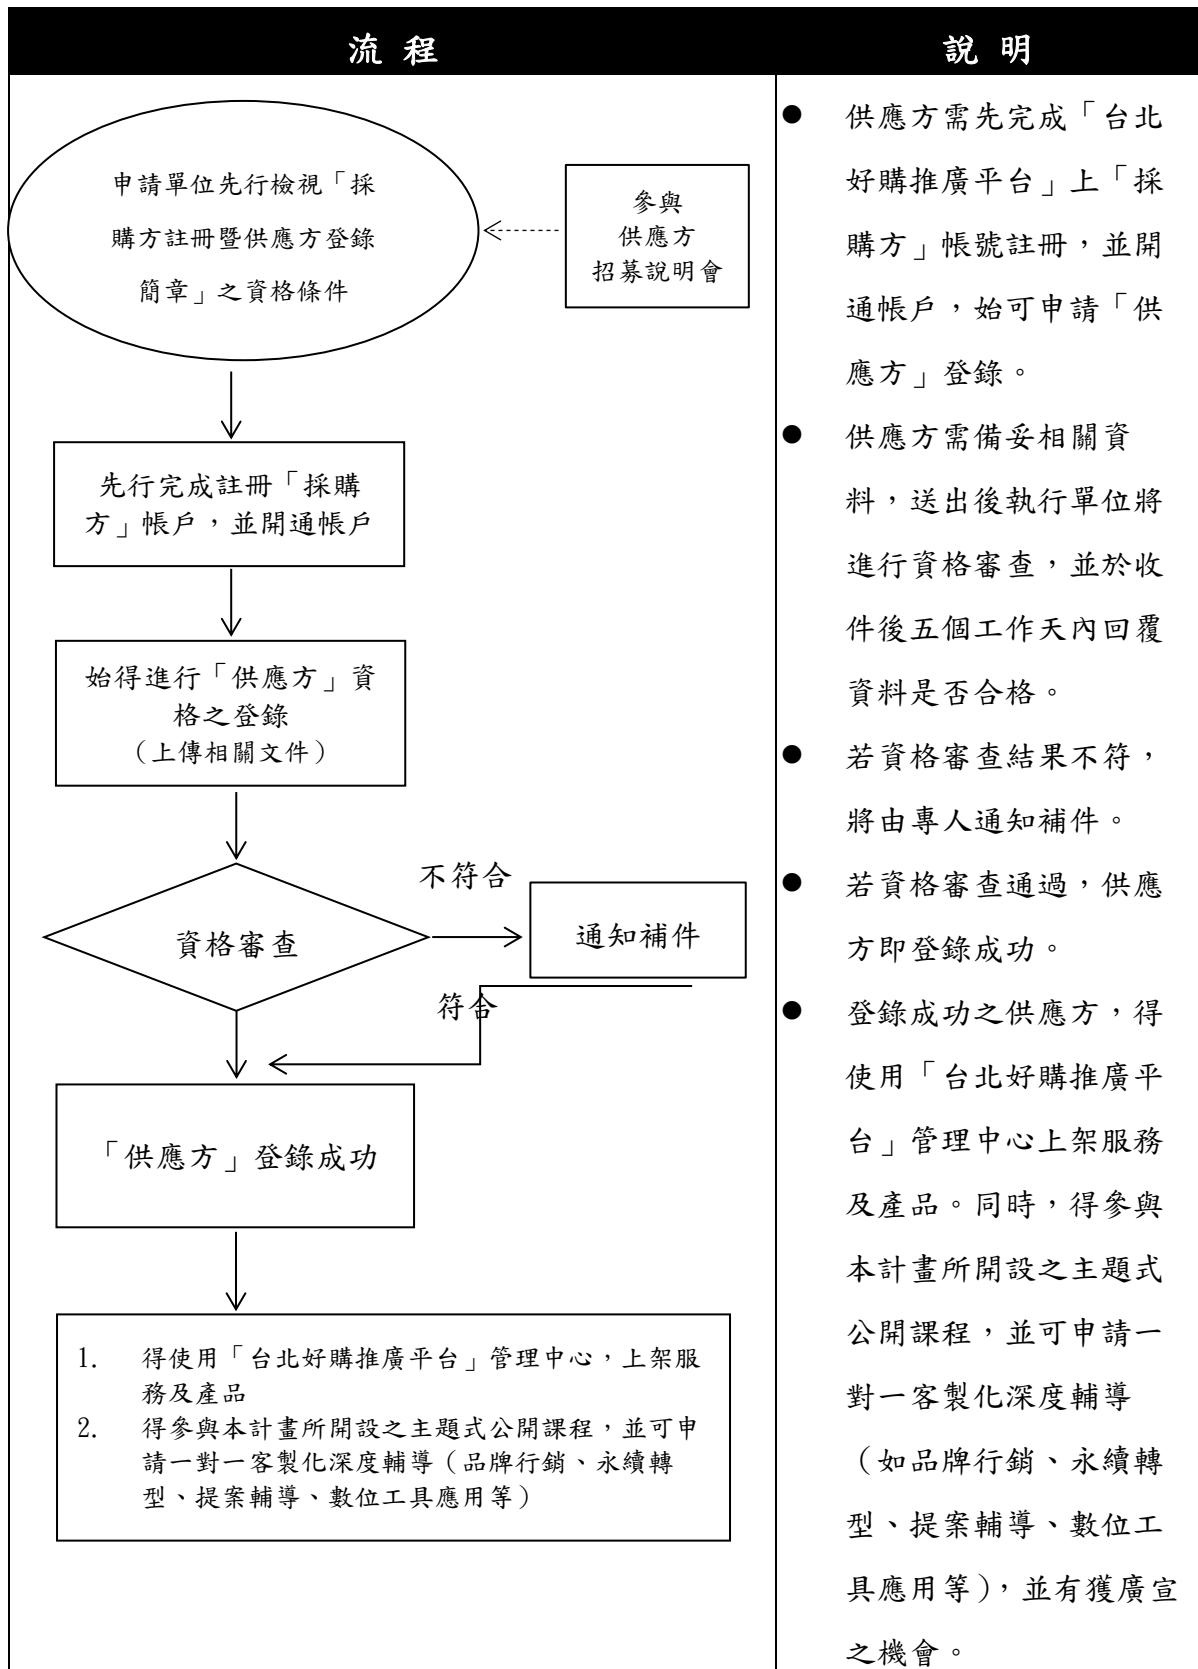 流 程
說 明
申請單位先行檢視「採
購方註冊暨供應方登錄
簡章」之資格條件
參與
供應方
招募說明會
先行完成註冊「採購
方」帳戶，並開通帳戶
始得進行「供應方」資
格之登錄
（上傳相關文件）
資格審查
不符合
通知補件
符合
「供應方」登錄成功
1. 得使用「台北好購推廣平台」管理中心，上架服
務及產品
2. 得參與本計畫所開設之主題式公開課程，並可申
請一對一客製化深度輔導（品牌行銷、永續轉
型、提案輔導、數位工具應用等）
● 供應方需先完成「台北
好購推廣平台」上「採
購方」帳號註冊，並開
通帳戶，始可申請「供
應方」登錄。
● 供應方需備妥相關資
料，送出後執行單位將
進行資格審查，並於收
件後五個工作天內回覆
資料是否合格。
● 若資格審查結果不符，
將由專人通知補件。
● 若資格審查通過，供應
方即登錄成功。
● 登錄成功之供應方，得
使用「台北好購推廣平
台」管理中心上架服務
及產品。同時，得參與
本計畫所開設之主題式
公開課程，並可申請一
對一客製化深度輔導
（如品牌行銷、永續轉
型、提案輔導、數位工
具應用等），並有獲廣宣
之機會。